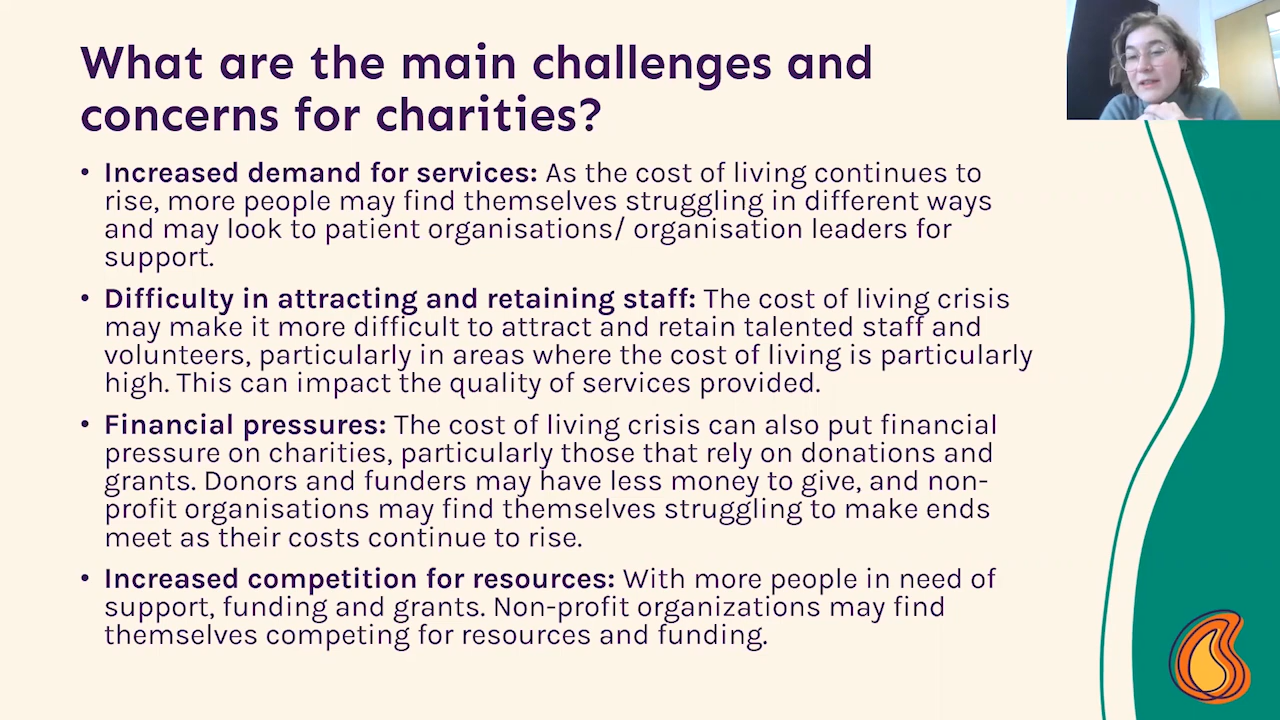 What are the main challenges and
concerns for charities?
• Increased demand for services: As the cost of living continues to
rise, more people may find themselves struggling in different ways
and may look to patient organisations/ organisation leaders for
support.
• Difficulty in attracting and retaining staff: The cost of living crisis
may make it more difficult to attract and retain talented staff and
volunteers, particularly in areas where the cost of living is particularly
high. This can impact the quality of services provided.
• Financial pressures: The cost of living crisis can also put financial
pressure on charities, particularly those that rely on donations and
grants. Donors and funders may have less money to give, and non-
profit organisations may find themselves struggling to make ends
meet as their costs continue to rise.
• Increased competition for resources: With more people in need of
support, funding and grants. Non-profit organizations may find
themselves competing for resources and funding.